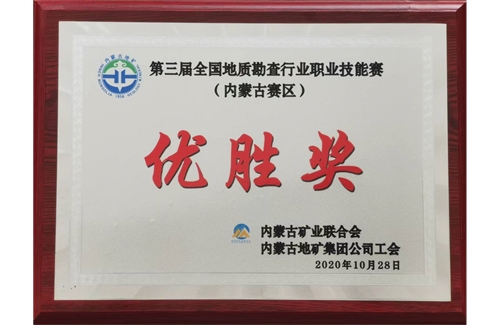 第三届全国地质勘查行业职业技能赛
（内蒙古赛区）
优胜奖
内蒙古矿业联合会
内蒙古地矿集团公司工会
2020年10月28日